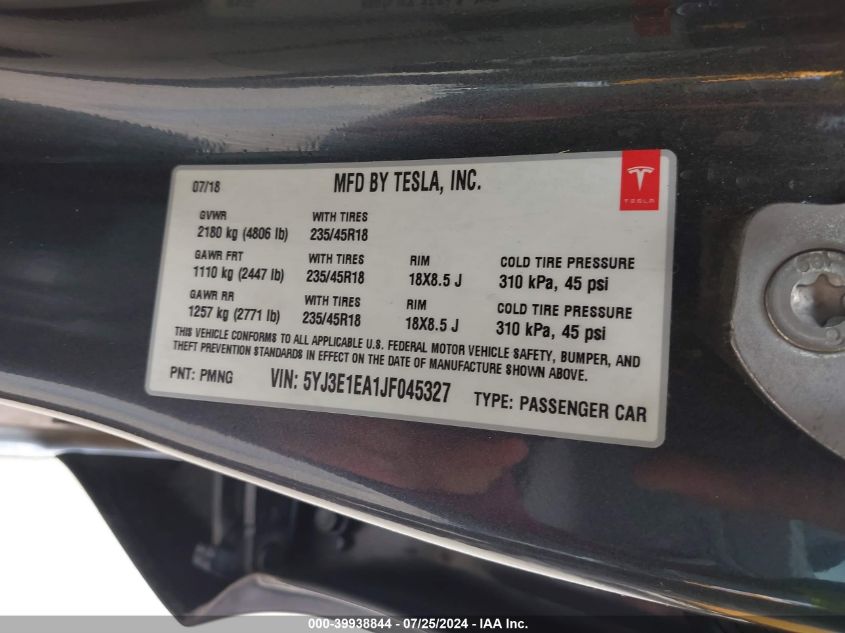 07/18 MFD BY TESLA, INC.
TESLA
GVWR WITH TIRES
2180 kg (4806 lb) 235/45R18
GAWR FRT WITH TIRES RIM COLD TIRE PRESSURE
1110 kg (2447 lb) 235/45R18 18X8.5 J 310 kPa, 45 psi
GAWR RR WITH TIRES RIM COLD TIRE PRESSURE
1257 kg (2771 lb) 235/45R18 18X8.5 J 310 kPa, 45 psi
THIS VEHICLE CONFORMS TO ALL APPLICABLE U.S. FEDERAL MOTOR VEHICLE SAFETY, BUMPER, AND
THEFT PREVENTION STANDARDS IN EFFECT ON THE DATE OF MANUFACTURE SHOWN ABOVE.
PNT: PMNG VIN: 5YJ3E1EA1JF045327 TYPE: PASSENGER CAR
000-39938844 - 07/25/2024 - IAA Inc.